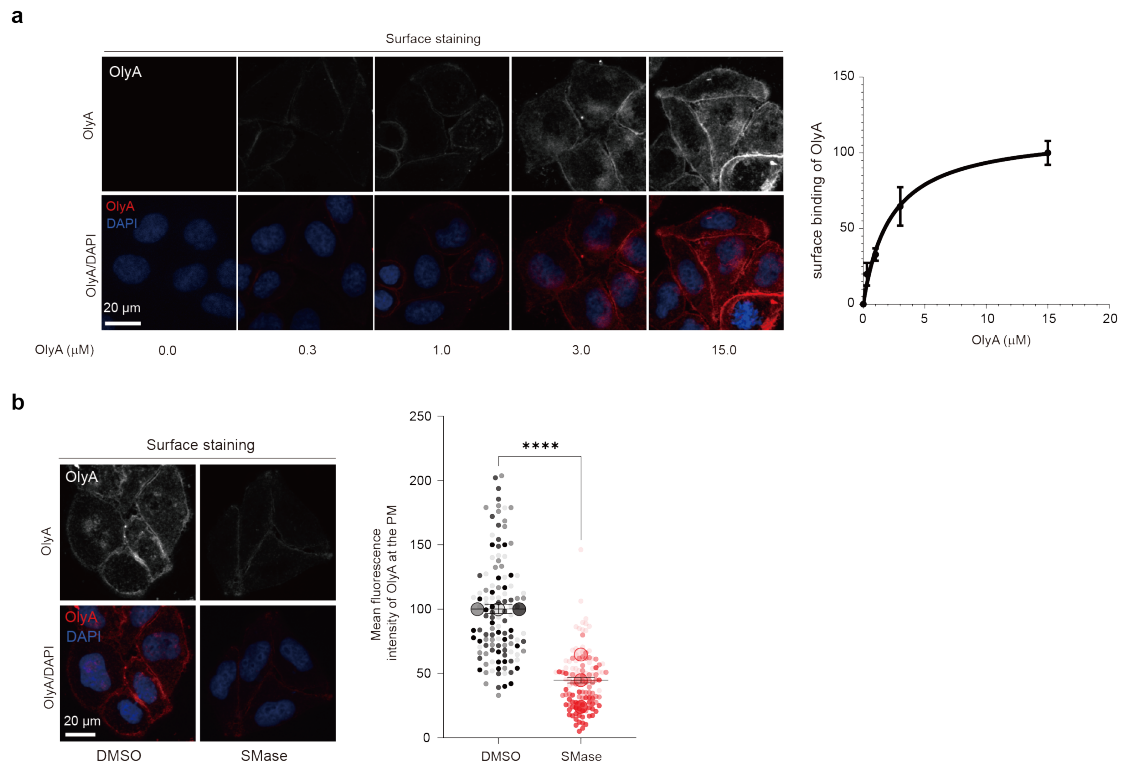 a
Surface staining
OlyA
OlyA
OlyA
DAPI
OlyA/DAPI
20 μm
OlyA (μM)
0.0
0.3
1.0
3.0
15.0
150
100
50
0
surface binding of OlyA
0
5
10
15
20
OlyA (μM)
b
Surface staining
OlyA
OlyA
OlyA
DAPI
OlyA/DAPI
20 μm
DMSO
SMase
250
200
150
100
50
0
Mean fluorescence
intensity of OlyA at the PM
****
DMSO
SMase